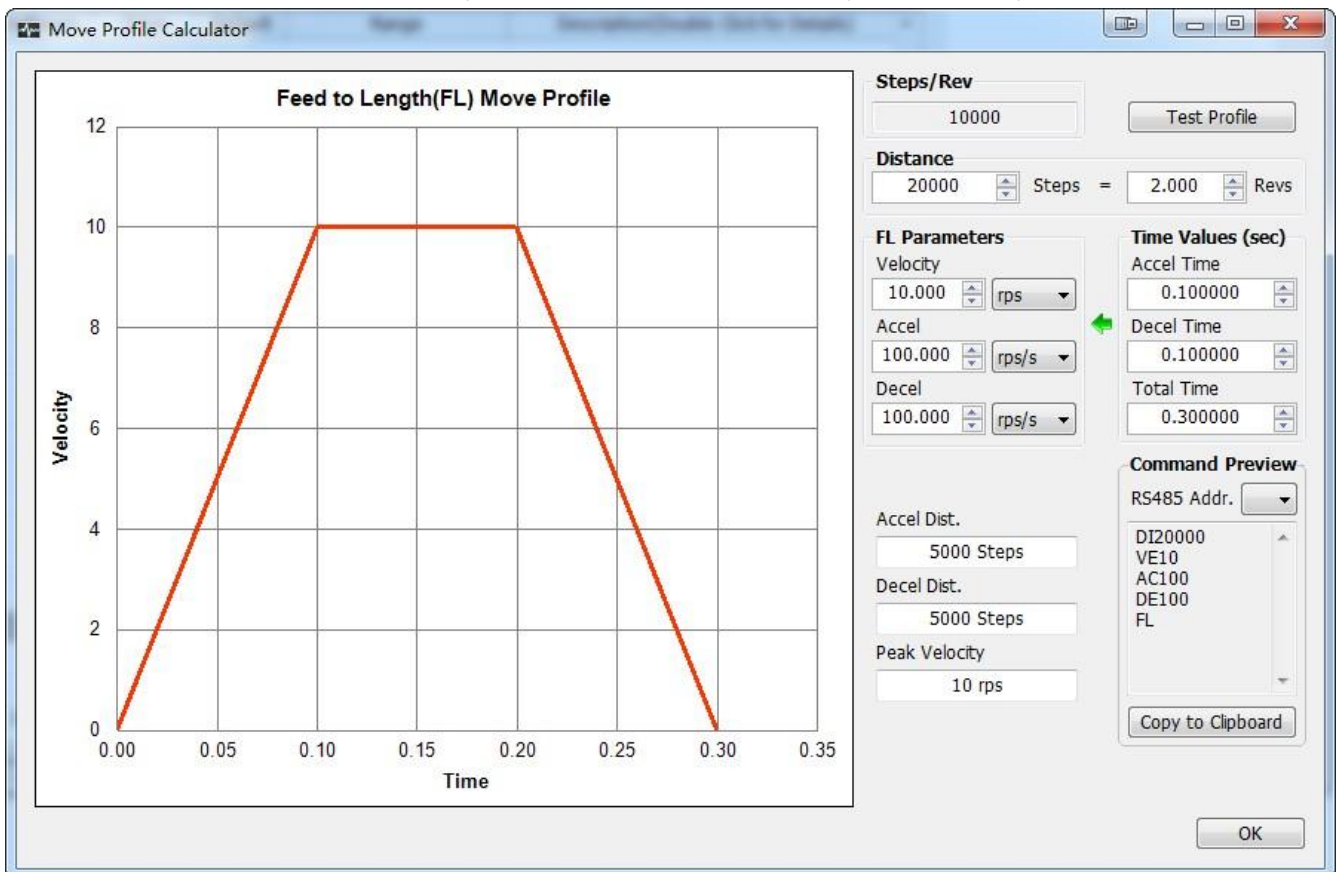 Move Profile Calculator
Feed to Length(FL) Move Profile
12
10
8
6
4
2
0
Velocity
0.00 0.05 0.10 0.15 0.20 0.25 0.30 0.35
Time
Steps/Rev
10000
Test Profile
Distance
20000 Steps = 2.000 Revs
FL Parameters
Velocity
10.000 rps
Accel
100.000 rps/s
Decel
100.000 rps/s
Time Values (sec)
Accel Time
0.100000
Decel Time
0.100000
Total Time
0.300000
Accel Dist.
5000 Steps
Decel Dist.
5000 Steps
Peak Velocity
10 rps
Command Preview
RS485 Addr.
DI20000
VE10
AC100
DE100
FL
Copy to Clipboard
OK